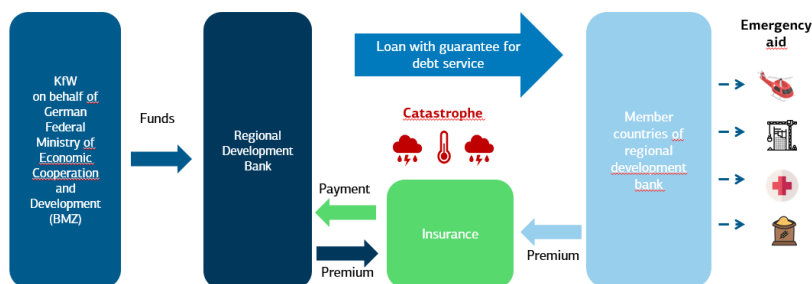 KfW
on behalf of
German
Federal
Ministry of
Economic
Cooperation
and
Development
(BMZ)
Funds
Regional
Development
Bank
Loan with guarantee for
debt service
Catastrophe
Payment
Premium
Insurance
Premium
Member
countries of
regional
development
bank
Emergency
aid